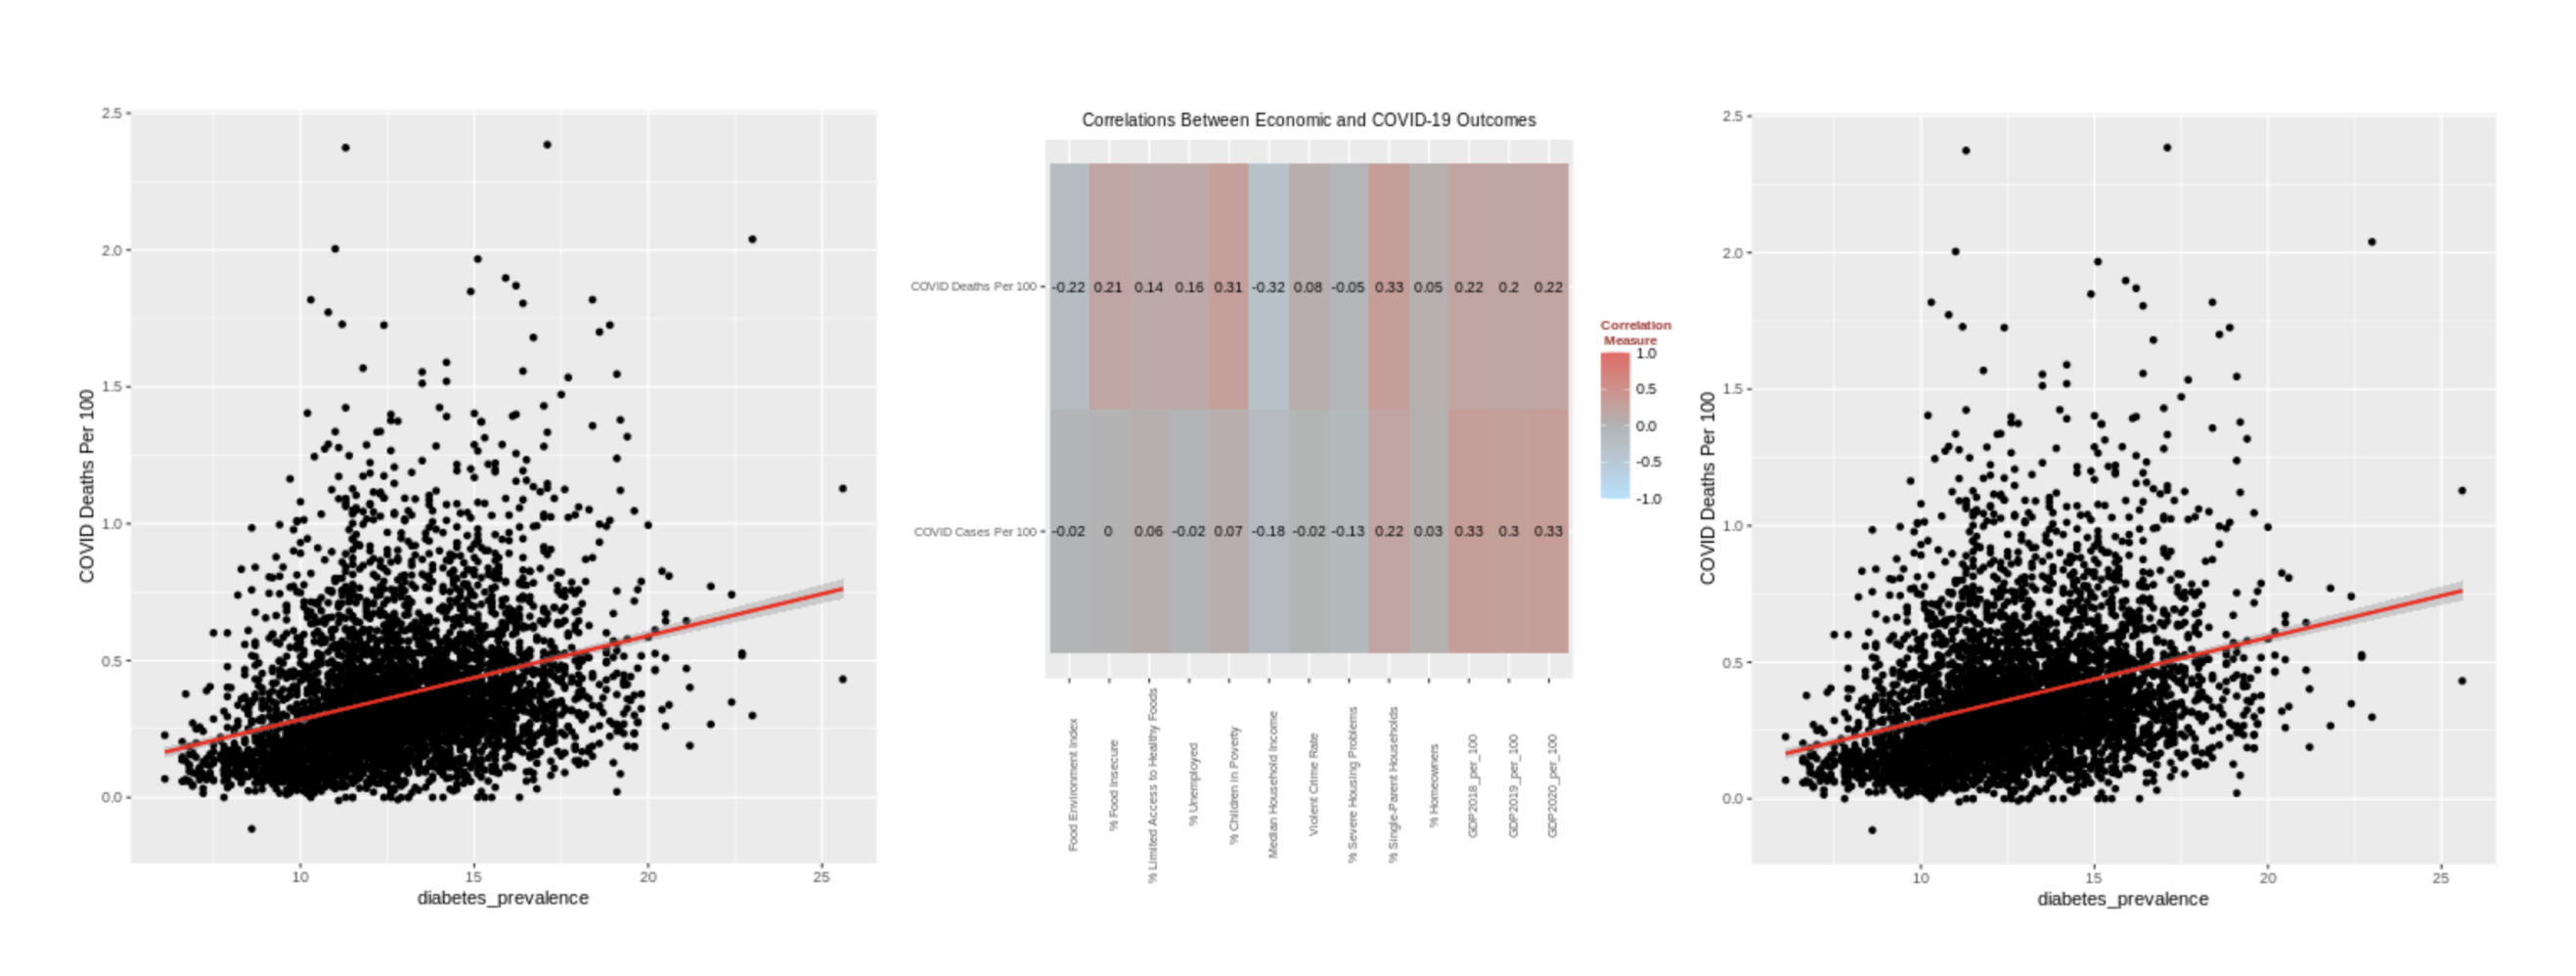 2.5
2.0
1.5
1.0
0.5
0.0
COVID Deaths Per 100
10 15 20 25
diabetes_prevalence
Correlations Between Economic and COVID-19 Outcomes
COVID Deaths Per 100 -0.22 0.21 0.14 0.16 0.31 -0.32 0.08 -0.05 0.33 0.05 0.22 0.2 0.22
COVID Cases Per 100 -0.02 0 0.06 -0.02 0.07 -0.18 -0.02 -0.13 0.22 0.03 0.33 0.3 0.33
Food Environment Index
% Food Insecure
% Limited Access to Healthy Foods
% Unemployed
% Children in Poverty
Median Household Income
Violent Crime Rate
% Severe Housing Problems
% Single-Parent Households
% Homeowners
GDP2018_per_100
GDP2019_per_100
GDP2020_per_100
Correlation
Measure
1.0
0.5
0.0
-0.5
-1.0
2.5
2.0
1.5
1.0
0.5
0.0
COVID Deaths Per 100
10 15 20 25
diabetes_prevalence